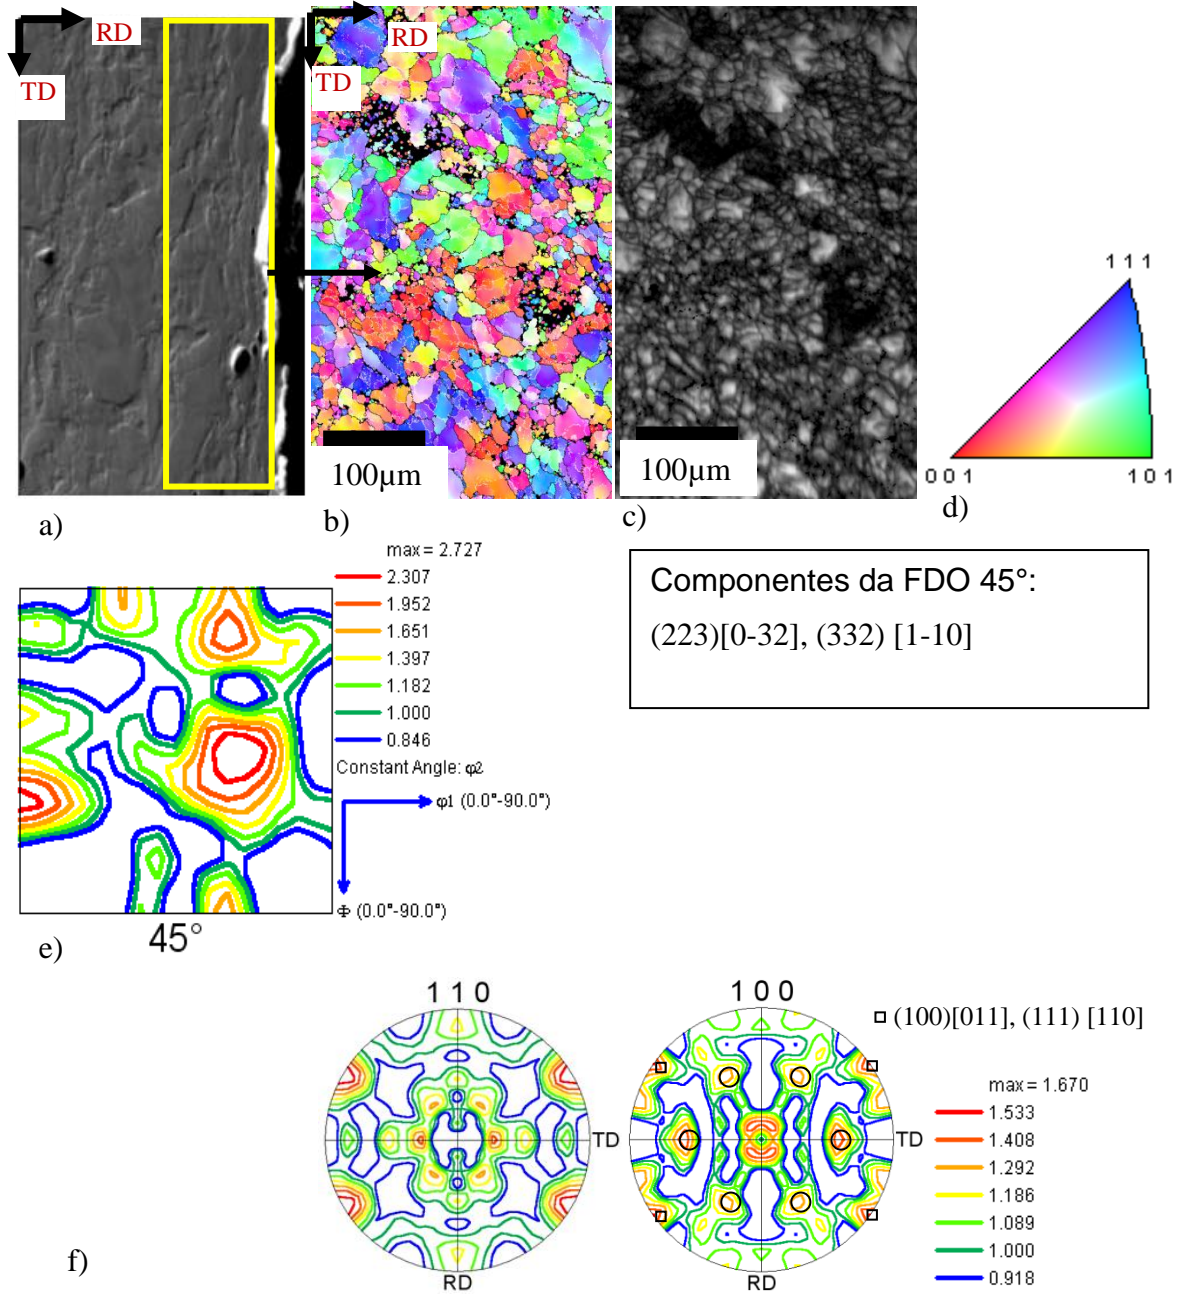 RD
TD
RD
TD
100µm
100µm
1 1 1
0 0 1
1 0 1
a)
b)
c)
d)
max = 2.727
2.307
1.952
1.651
1.397
1.182
1.000
0.846
Constant Angle: φ2
φ1 (0.0°-90.0°)
Φ (0.0°-90.0°)
45°
e)
Componentes da FDO 45°:
(223)[0-32], (332) [1-10]
1 1 0
TD
RD
1 0 0
TD
RD
(100)[011], (111) [110]
max = 1.670
1.533
1.408
1.292
1.186
1.089
1.000
0.918
f)